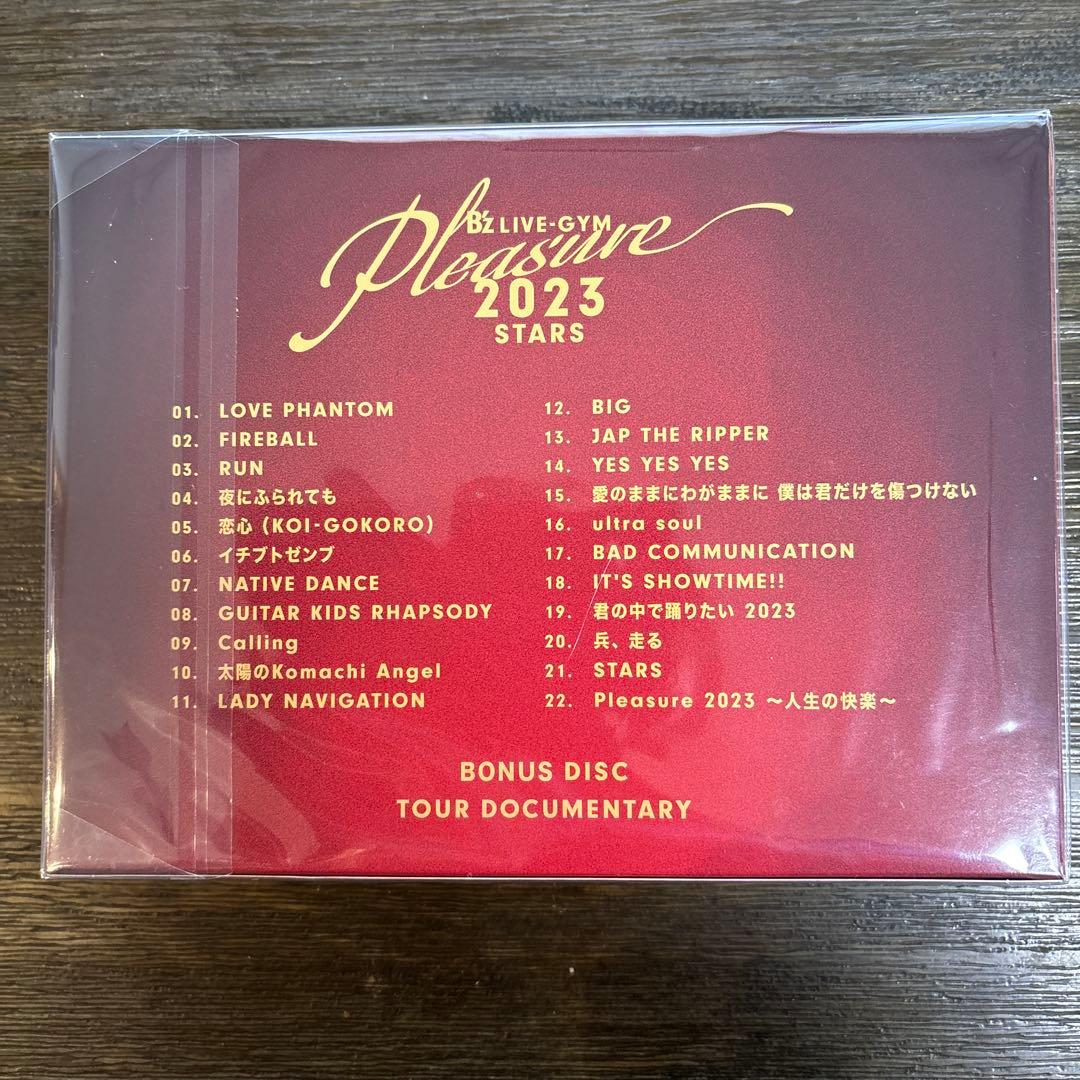 B'z LIVE-GYM
Pleasure
2023
STARS
01. LOVE PHANTOM
02. FIREBALL
03. RUN
04. 夜にふられても
05. 恋心 (KOI-GOKORO)
06. イチブトゼンブ
07. NATIVE DANCE
08. GUITAR KIDS RHAPSODY
09. Calling
10. 太陽のKomachi Angel
11. LADY NAVIGATION
12. BIG
13. JAP THE RIPPER
14. YES YES YES
15. 愛のままにわがままに 僕は君だけを傷つけない
16. ultra soul
17. BAD COMMUNICATION
18. IT'S SHOWTIME!!
19. 君の中で踊りたい 2023
20. 兵、走る
21. STARS
22. Pleasure 2023 〜人生の快楽〜
BONUS DISC
TOUR DOCUMENTARY